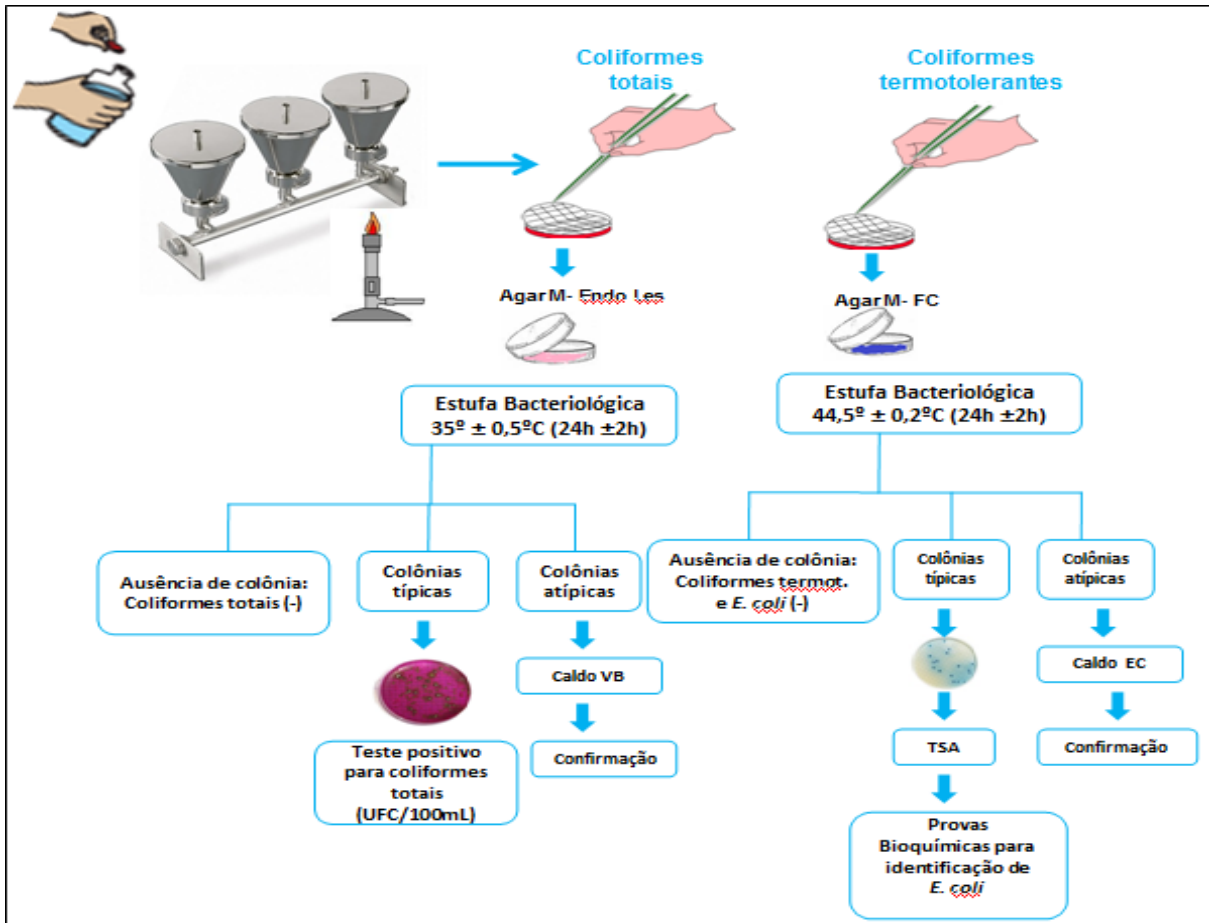 Coliformes
totais
Coliformes
termotolerantes
Agar M- Endo Les
Agar M- FC
Estufa Bacteriológica
35º ± 0,5ºC (24h ±2h)
Estufa Bacteriológica
44,5º ± 0,2ºC (24h ±2h)
Ausência de colônia:
Coliformes totais (-)
Colônias
típicas
Colônias
atípicas
Ausência de colônia:
Coliformes termot.
e E. coli (-)
Colônias
típicas
Colônias
atípicas
Caldo VB
Caldo EC
Teste positivo
para coliformes
totais
(UFC/100mL)
Confirmação
TSA
Confirmação
Provas
Bioquímicas para
identificação de
E. coli